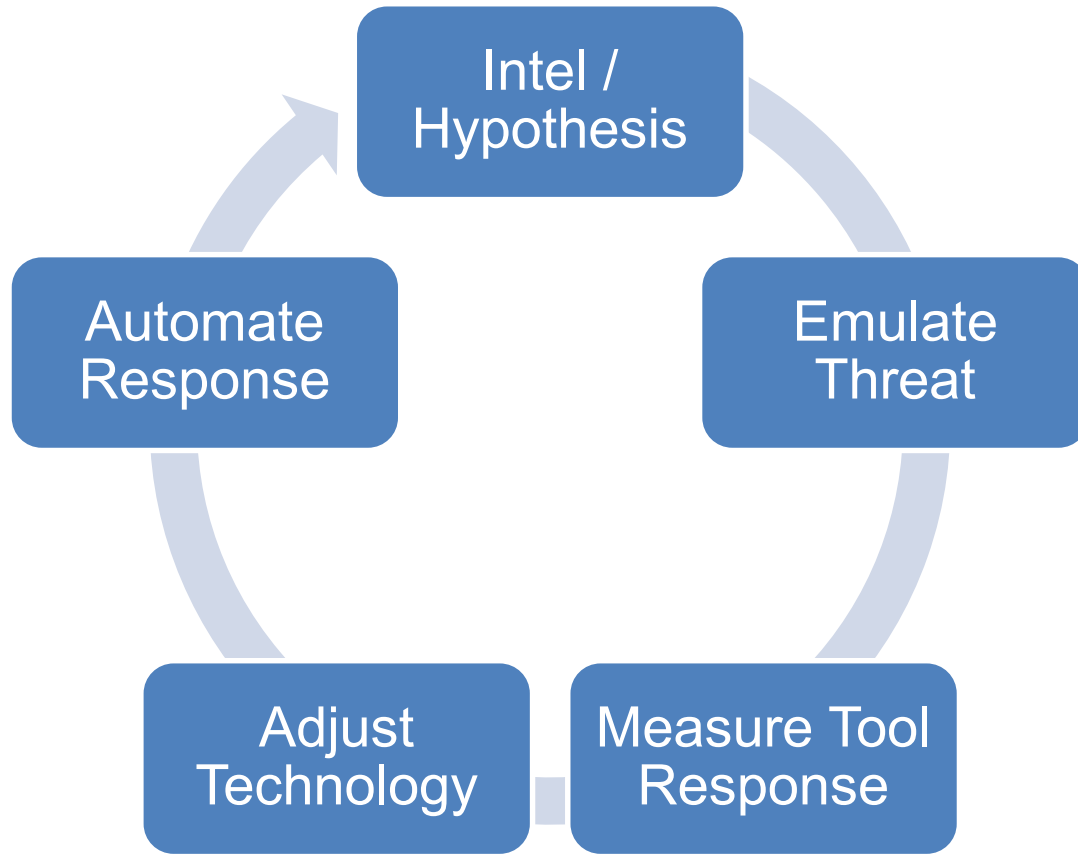 Intel /
Hypothesis
Emulate
Threat
Measure Tool
Response
Adjust
Technology
Automate
Response